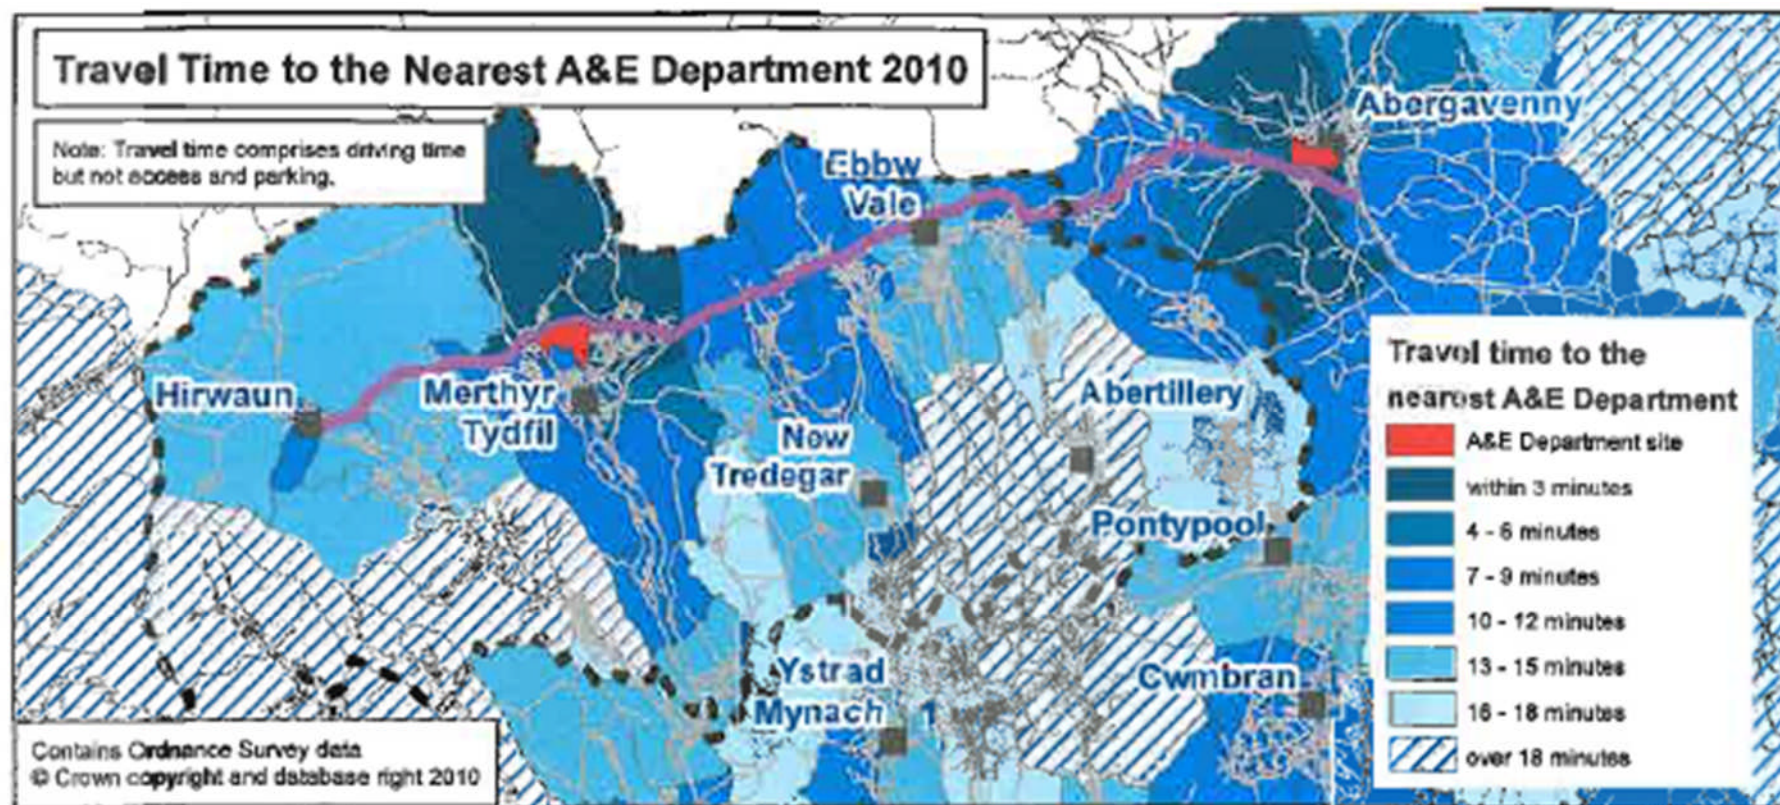 Travel Time to the Nearest A&E Department 2010
Note: Travel time comprises driving time
but not access and parking.
Abergavenny
Ebbw
Vale
Hirwaun
Merthyr
Tydfil
New
Tredegar
Abertillery
Pontypool
Ystrad
Mynach
1
Cwmbran
Travel time to the
nearest A&E Department
A&E Department site
within 3 minutes
4 - 6 minutes
7 - 9 minutes
10 - 12 minutes
13 - 15 minutes
16 - 18 minutes
over 18 minutes
Contains Ordnance Survey data
© Crown copyright and database right 2010